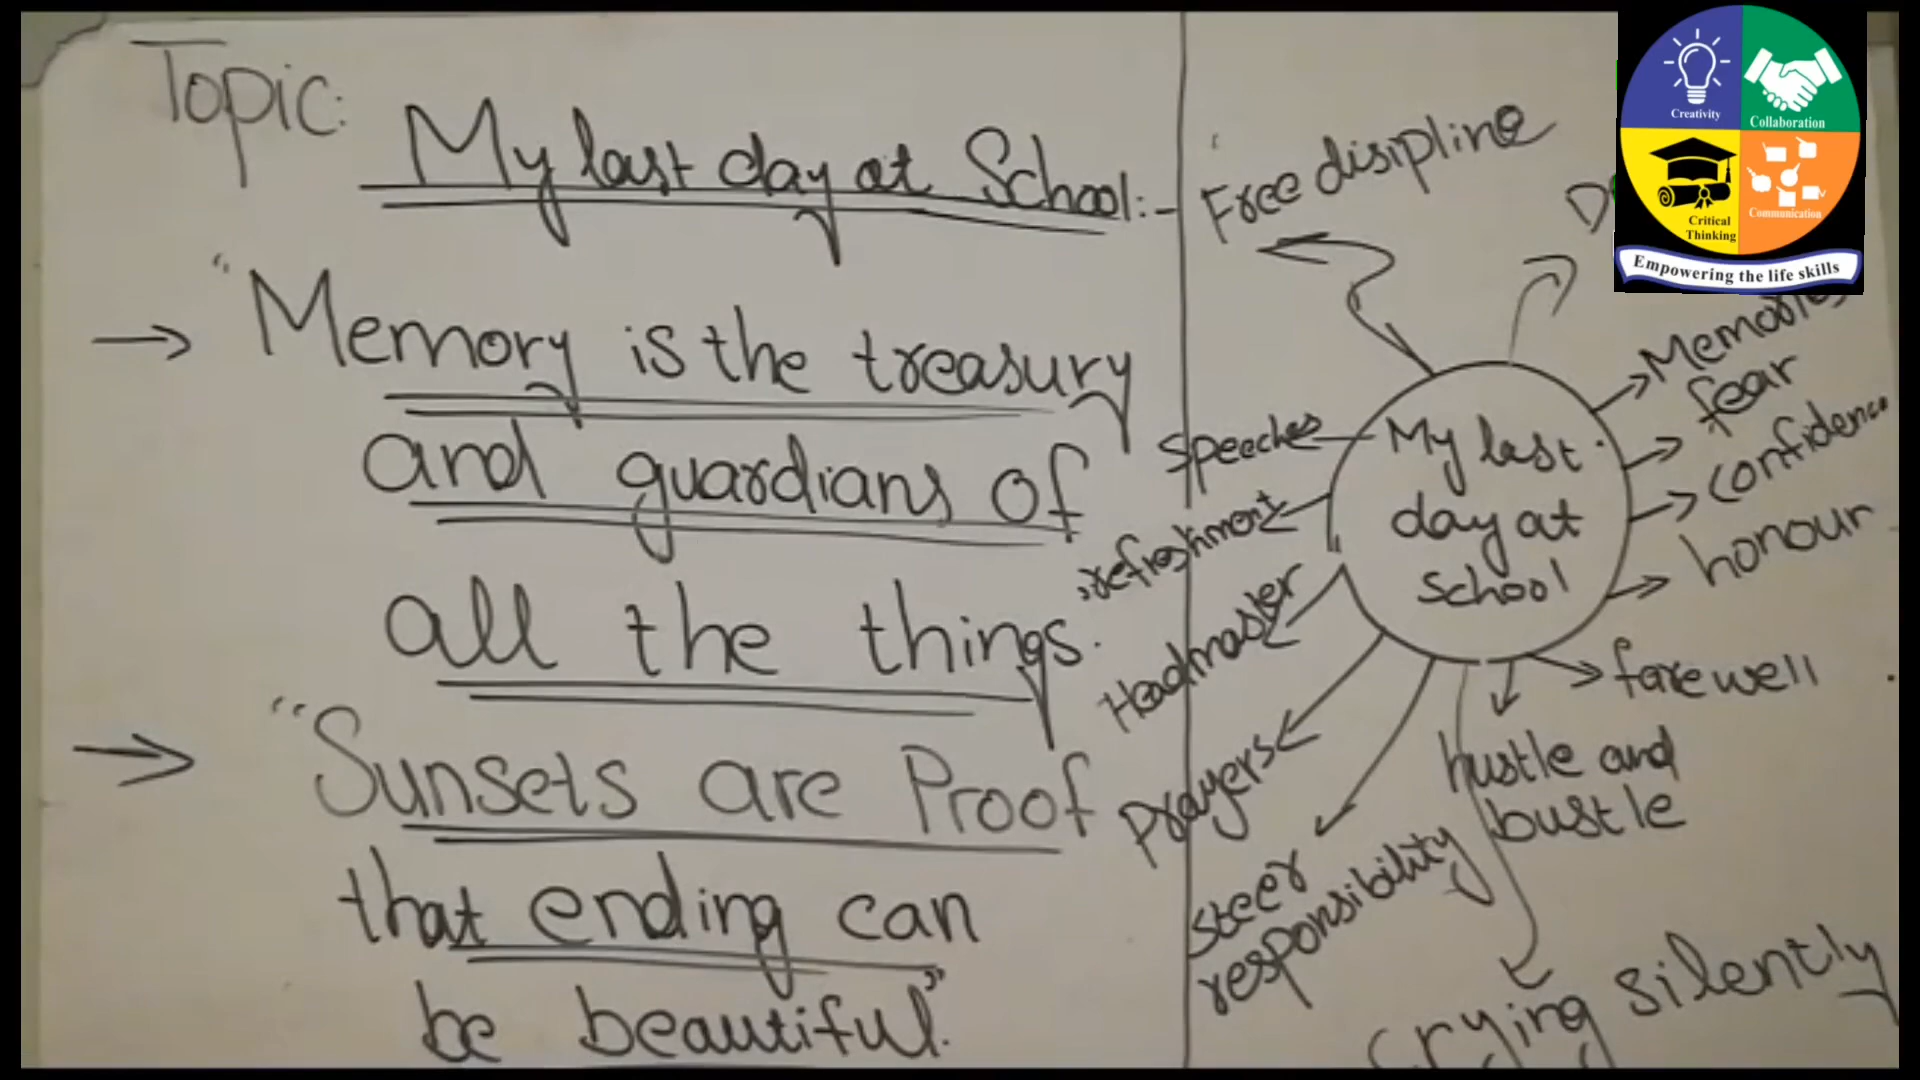 Topic:
My last day at School:-
→ "Memory is the treasury
and guardians of
all the things.
→ "Sunsets are Proof
that ending can
be beautiful."
Free disipline
Memories
fear
confidence
honour
farewell
hustle and
bustle
crying silently
Steer
responsibility
Prayers
Headmaster
refreshment
Speeches
My last
day at
School
Creativity
Collaboration
Critical
Thinking
Communication
Empowering the life skills